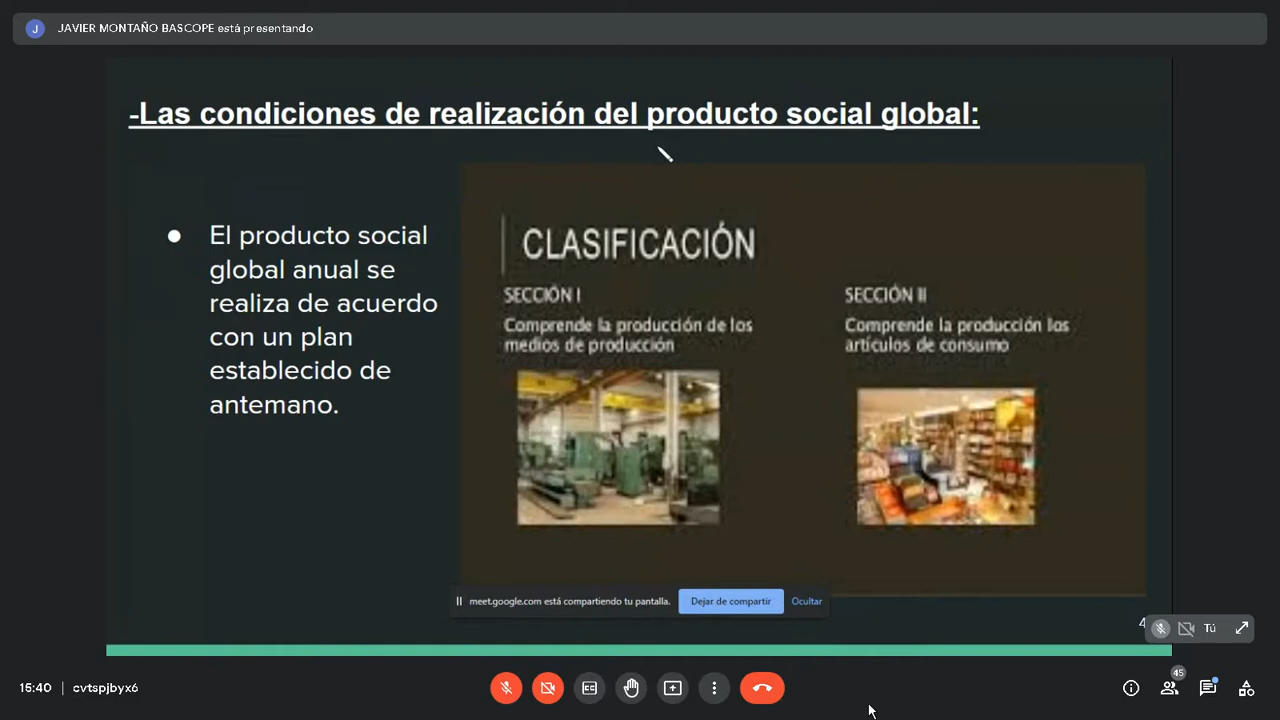 J JAVIER MONTAÑO BASCOPE está presentando
-Las condiciones de realización del producto social global:
● El producto social
global anual se
realiza de acuerdo
con un plan
establecido de
antemano.
CLASIFICACIÓN
SECCIÓN I
Comprende la producción de los
medios de producción
SECCIÓN II
Comprende la producción los
artículos de consumo
meet.google.com está compartiendo tu pantalla. Dejar de compartir Ocultar
4
Tú
15:40 | cvtspjbyx6
45